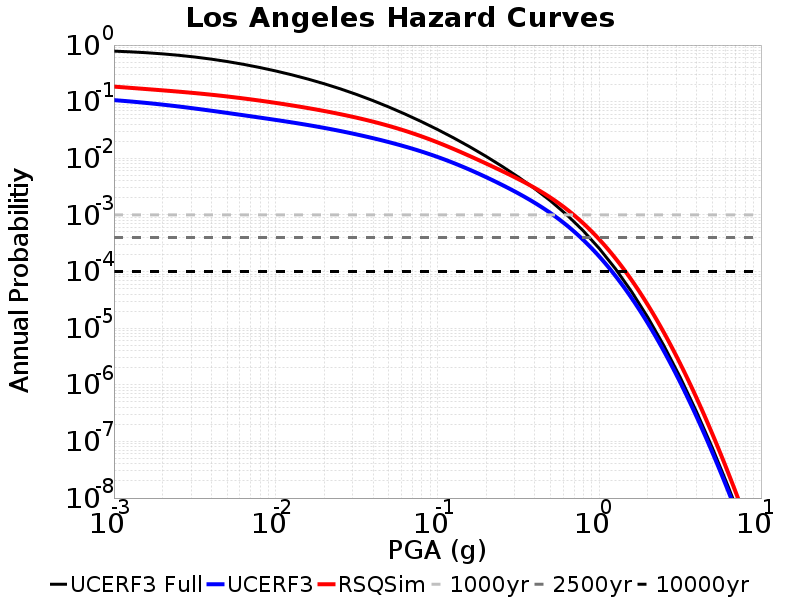 Los Angeles Hazard Curves
Annual Probabilitiy
10^0
10^-1
10^-2
10^-3
10^-4
10^-5
10^-6
10^-7
10^-8
10^-3 10^-2 10^-1 10^0 10^1
PGA (g)
UCERF3 Full UCERF3 RSQSim 1000yr 2500yr 10000yr